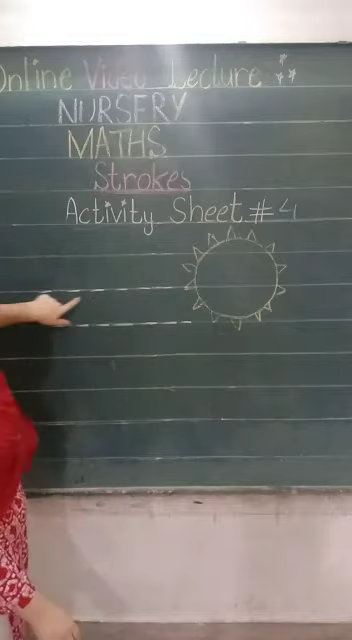 Online Video Lecture
NURSERY
MATHS
Strokes
Activity Sheet # 4